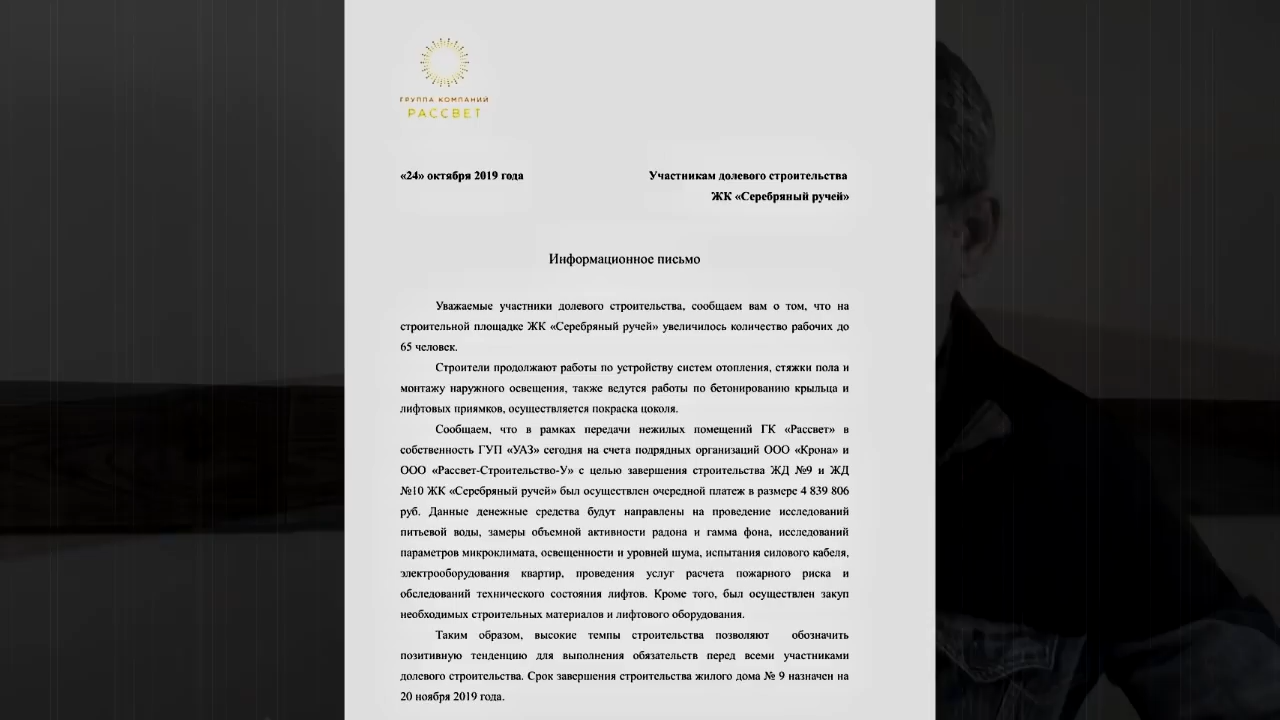 ГРУППА КОМПАНИЙ
РАССВЕТ
«24» октября 2019 года
Участникам долевого строительства
ЖК «Серебряный ручей»
Информационное письмо
Уважаемые участники долевого строительства, сообщаем вам о том, что на
строительной площадке ЖК «Серебряный ручей» увеличилось количество рабочих до
65 человек.
Строители продолжают работы по устройству систем отопления, стяжки пола и
монтажу наружного освещения, также ведутся работы по бетонированию крыльца и
лифтовых приямков, осуществляется покраска цоколя.
Сообщаем, что в рамках передачи нежилых помещений ГК «Рассвет» в
собственность ГУП «УАЗ» сегодня на счета подрядных организаций ООО «Крона» и
ООО «Рассвет-Строительство-У» с целью завершения строительства ЖД №9 и ЖД
№10 ЖК «Серебряный ручей» был осуществлен очередной платеж в размере 4 839 806
руб. Данные денежные средства будут направлены на проведение исследований
питьевой воды, замеры объемной активности радона и гамма фона, исследований
параметров микроклимата, освещенности и уровней шума, испытания силового кабеля,
электрооборудования квартир, проведения услуг расчета пожарного риска и
обследований технического состояния лифтов. Кроме того, был осуществлен закуп
необходимых строительных материалов и лифтового оборудования.
Таким образом, высокие темпы строительства позволяют обозначить
позитивную тенденцию для выполнения обязательств перед всеми участниками
долевого строительства. Срок завершения строительства жилого дома № 9 назначен на
20 ноября 2019 года.